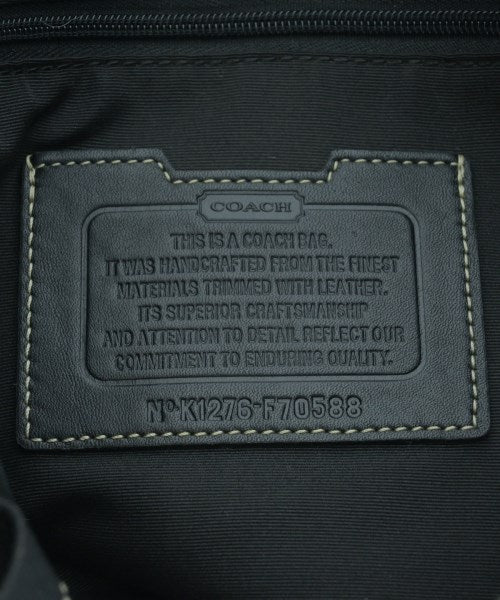 COACH
THIS IS A COACH BAG.
IT WAS HANDCRAFTED FROM THE FINEST
MATERIALS TRIMMED WITH LEATHER.
ITS SUPERIOR CRAFTSMANSHIP
AND ATTENTION TO DETAIL REFLECT OUR
COMMITMENT TO ENDURING QUALITY.
No-K1276-F70588